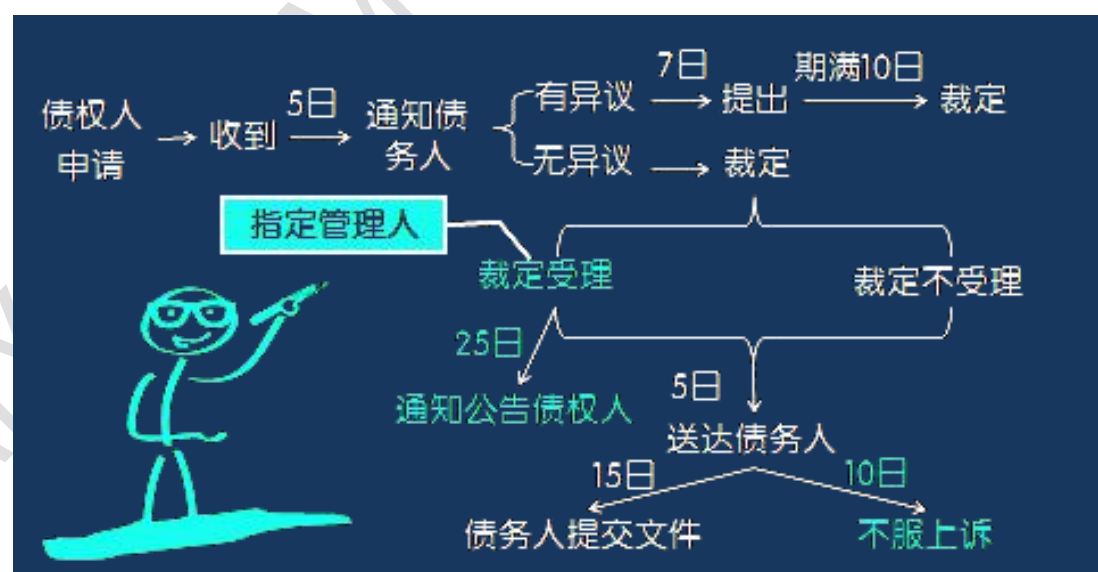 债权人
申请
收到
5日
通知债
务人
有异议
7日
提出
期满10日
裁定
无异议
裁定
指定管理人
裁定受理
裁定不受理
25日
通知公告债权人
5日
送达债务人
15日
10日
债务人提交文件
不服上诉